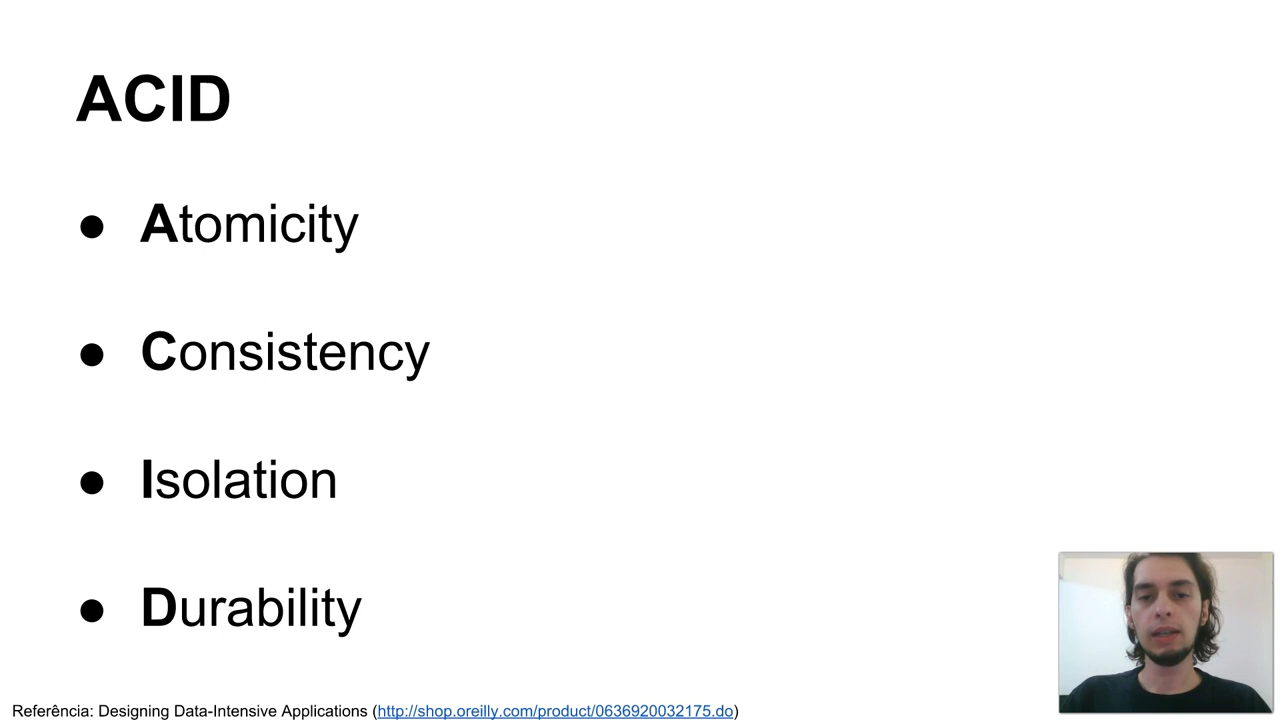 ACID
● Atomicity
● Consistency
● Isolation
● Durability
Referência: Designing Data-Intensive Applications (http://shop.oreilly.com/product/0636920032175.do)